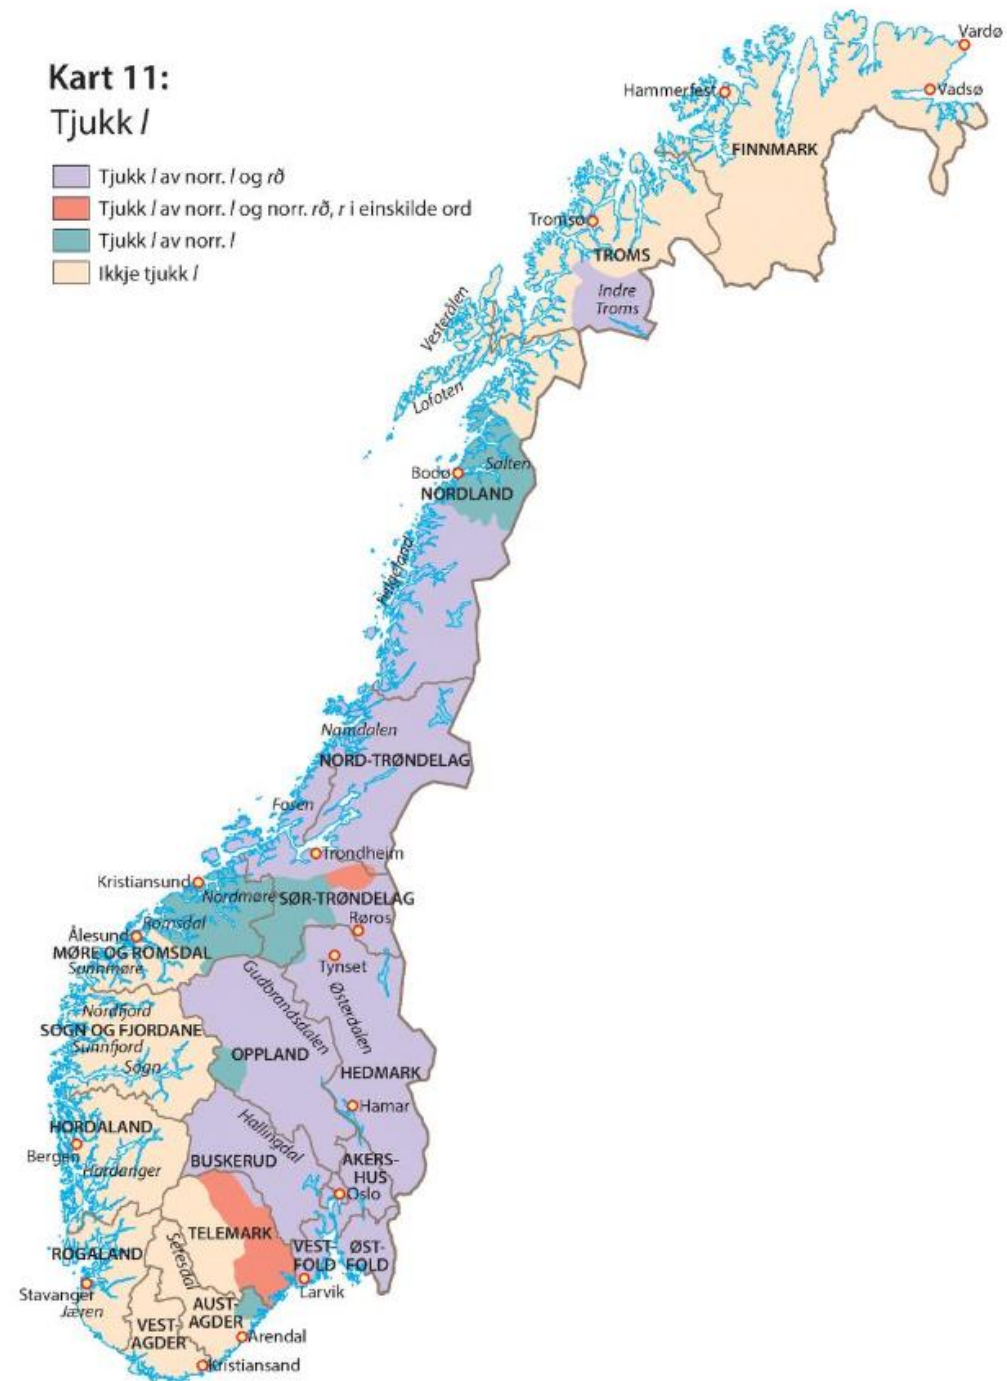 Kart 11:
Tjukk l
Tjukk l av norr. l og rð
Tjukk l av norr. l og norr. rð, r i einskilde ord
Tjukk l av norr. l
Ikkje tjukk l
Vardø
Hammerfest
Vadsø
FINNMARK
Tromsø
TROMS
Indre
Troms
Vesterålen
Lofoten
Bodø
Salten
NORDLAND
Helgeland
Namdalen
NORD-TRØNDELAG
Fosen
Trondheim
Kristiansund
Nordmøre
SØR-TRØNDELAG
Romsdal
Røros
Ålesund
MØRE OG ROMSDAL
Sunnmøre
Tynset
Gudbrandsdalen
Østerdalen
Nordfjord
SOGN OG FJORDANE
Sunnfjord
Sogn
OPPLAND
HEDMARK
Hamar
HORDALAND
Bergen
Hardanger
Hallingdal
BUSKERUD
AKERS-
HUS
Oslo
TELEMARK
Setesdal
ROGALAND
VEST-
FOLD
ØST-
FOLD
Stavanger
Jæren
Larvik
AUST-
AGDER
VEST-
AGDER
Arendal
Kristiansand